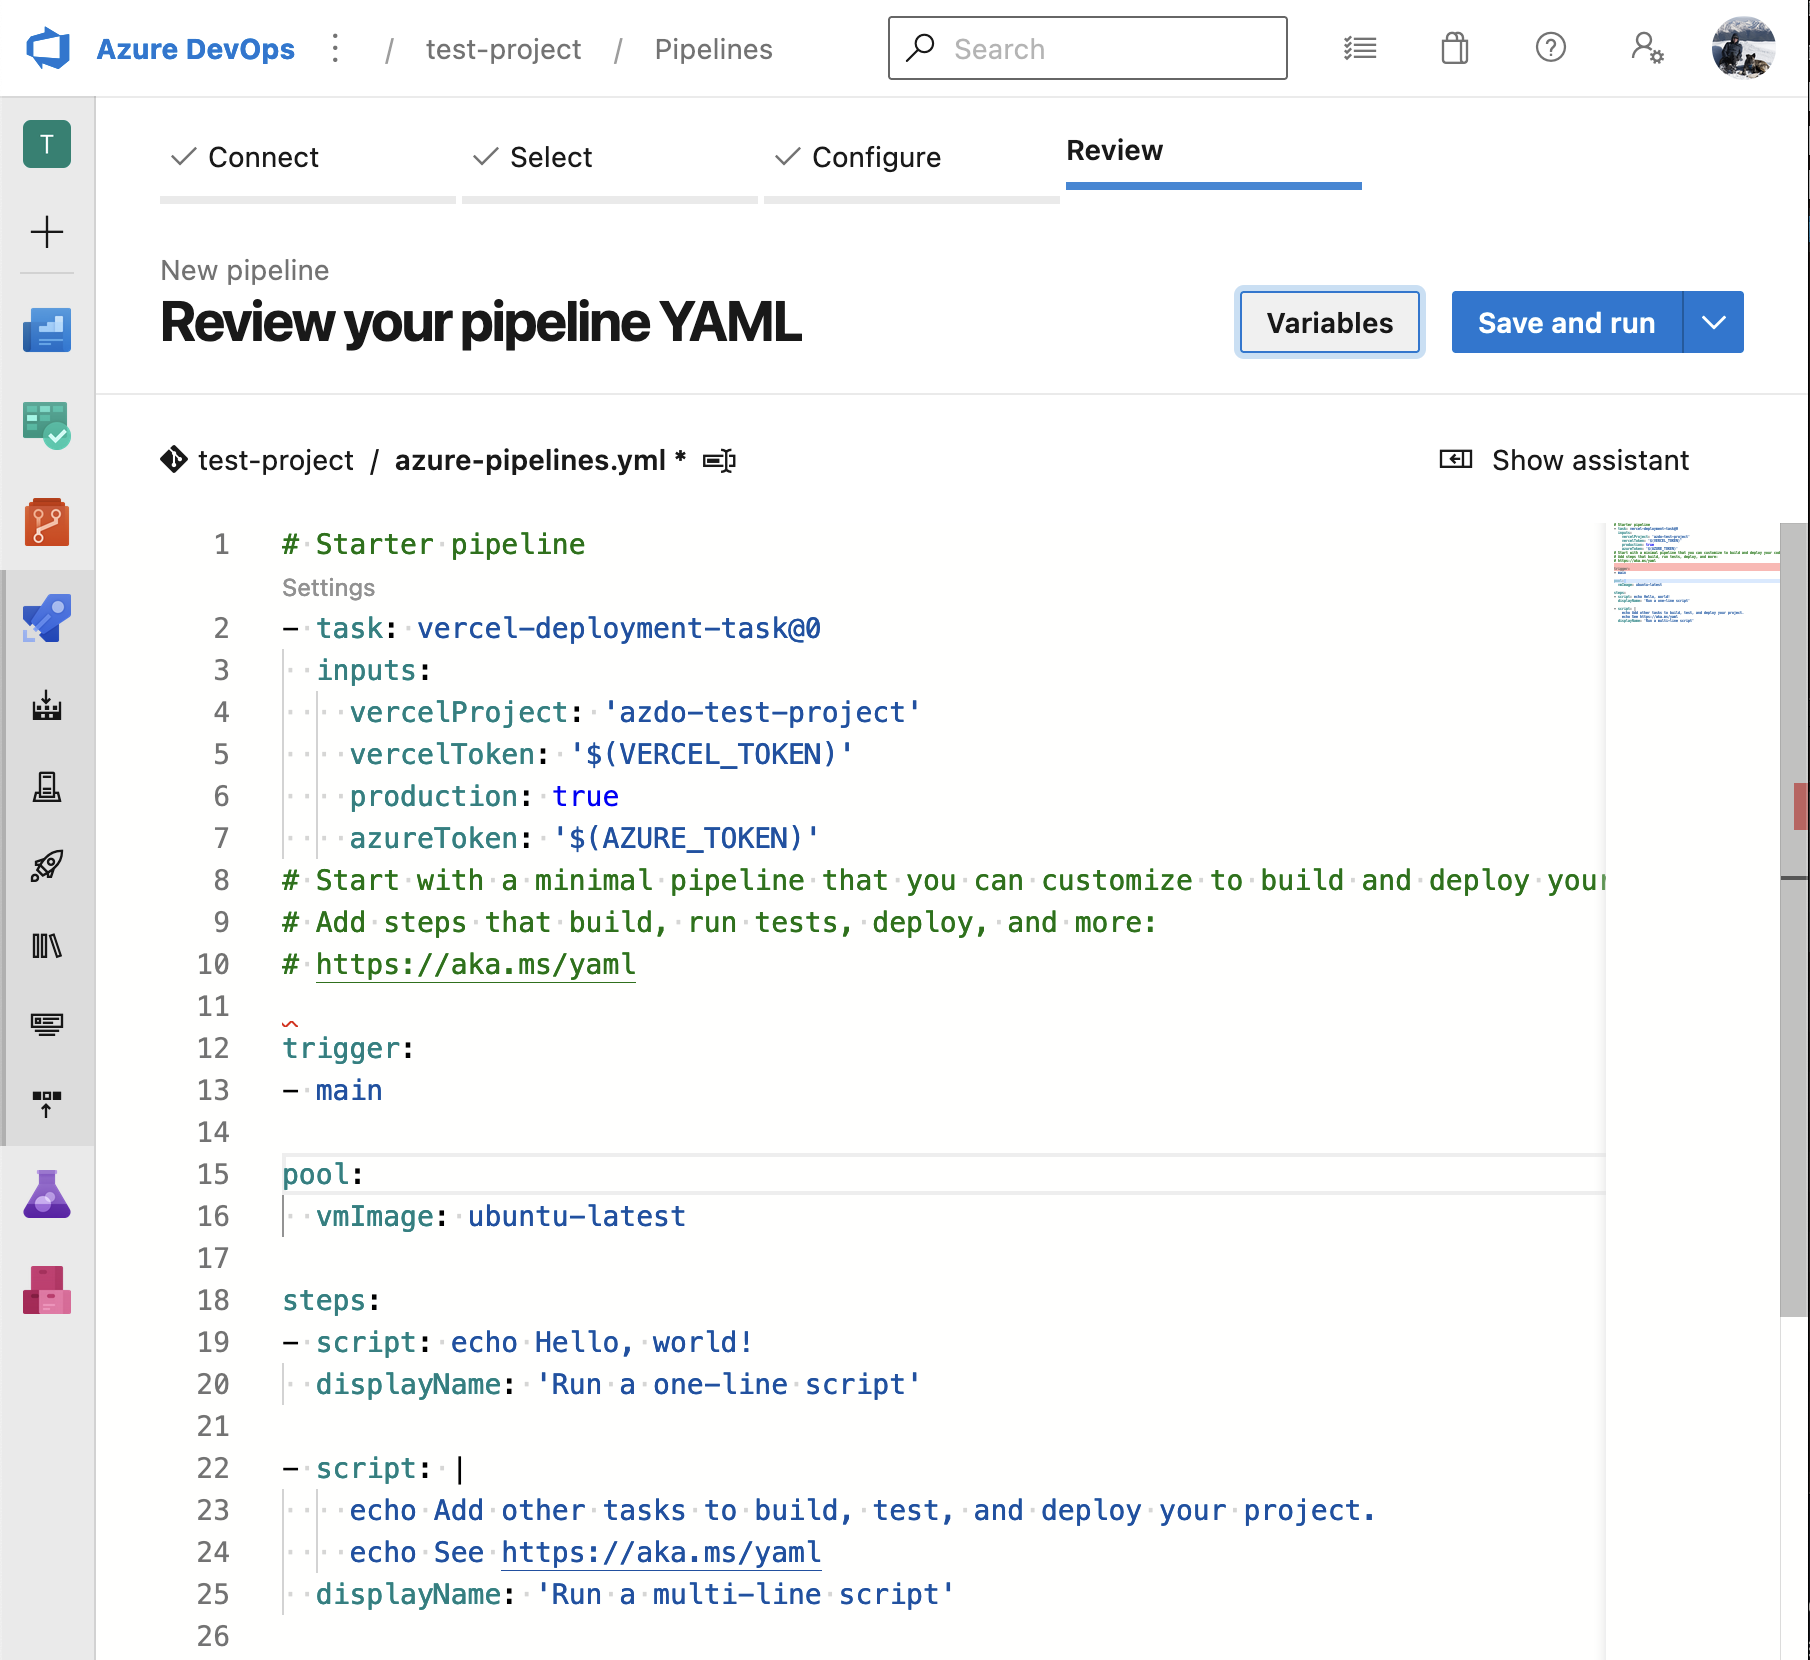 Azure DevOps / test-project / Pipelines Search
T
Connect Select Configure Review
New pipeline
Review your pipeline YAML
Variables Save and run
test-project / azure-pipelines.yml * Show assistant
1 # Starter pipeline
Settings
2 - task: vercel-deployment-task@0
3 inputs:
4 vercelProject: 'azdo-test-project'
5 vercelToken: '$(VERCEL_TOKEN)'
6 production: true
7 azureToken: '$(AZURE_TOKEN)'
8 # Start with a minimal pipeline that you can customize to build and deploy your
9 # Add steps that build, run tests, deploy, and more:
10 # https://aka.ms/yaml
11
12 trigger:
13 - main
14
15 pool:
16 vmImage: ubuntu-latest
17
18 steps:
19 - script: echo Hello, world!
20 displayName: 'Run a one-line script'
21
22 - script: |
23 echo Add other tasks to build, test, and deploy your project.
24 echo See https://aka.ms/yaml
25 displayName: 'Run a multi-line script'
26